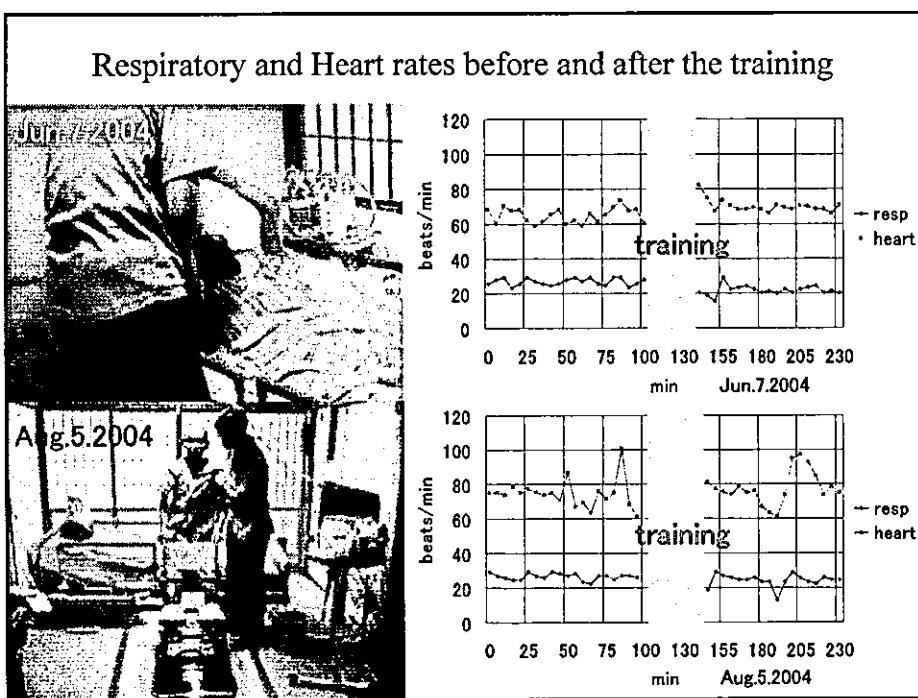 Respiratory and Heart rates before and after the training
Jun.7.2004
120
100
80
60
40
20
0
beats/min
training
resp
heart
0 25 50 75 100 130 155 180 205 230
min Jun.7.2004
Aug.5.2004
120
100
80
60
40
20
0
beats/min
training
resp
heart
0 25 50 75 100 130 155 180 205 230
min Aug.5.2004